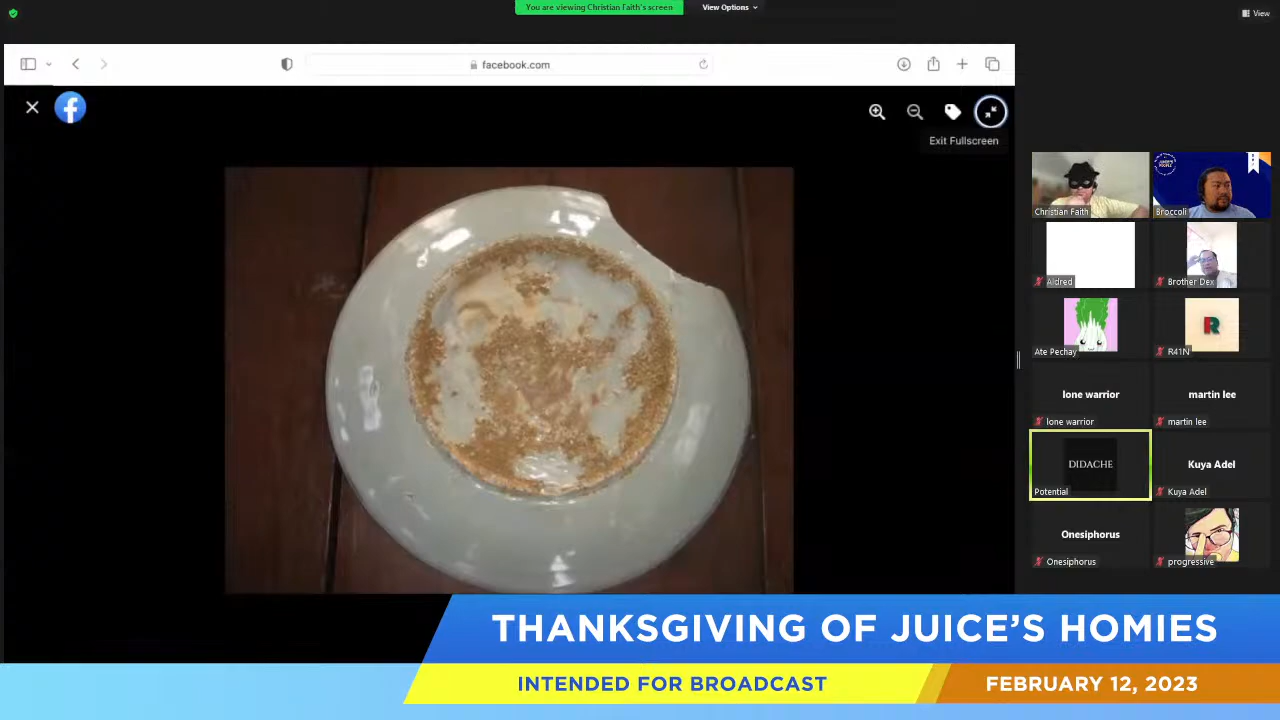 You are viewing Christian Faith's screen
View Options
View
facebook.com
Exit Fullscreen
Christian Faith
Broccoli
Aldred
Brother Dex
Ate Pechay
R
R41N
lone warrior
lone warrior
martin lee
martin lee
DIDACHE
Potential
Kuya Adel
Kuya Adel
Onesiphorus
Onesiphorus
progressive
THANKSGIVING OF JUICE'S HOMIES
INTENDED FOR BROADCAST
FEBRUARY 12, 2023